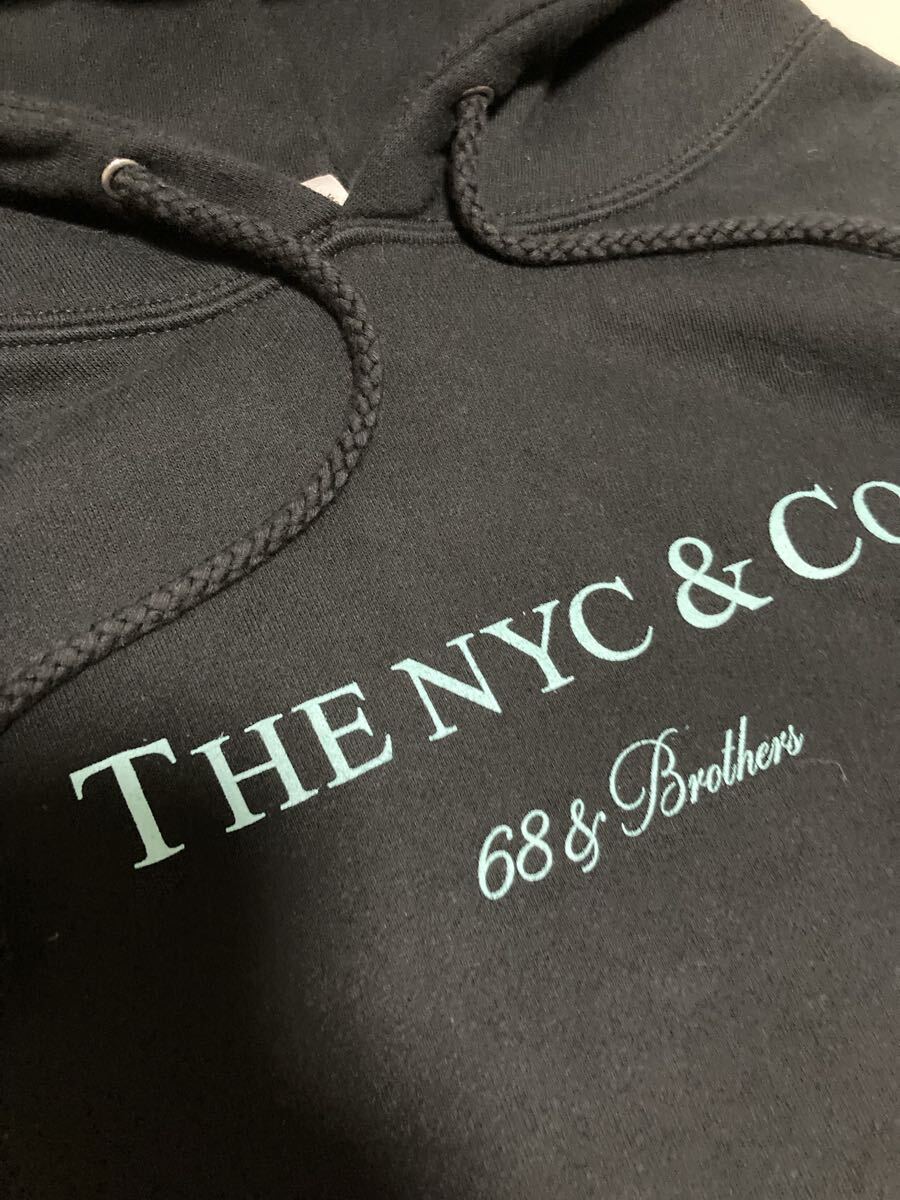 THE NYC & Co
68 & Brothers